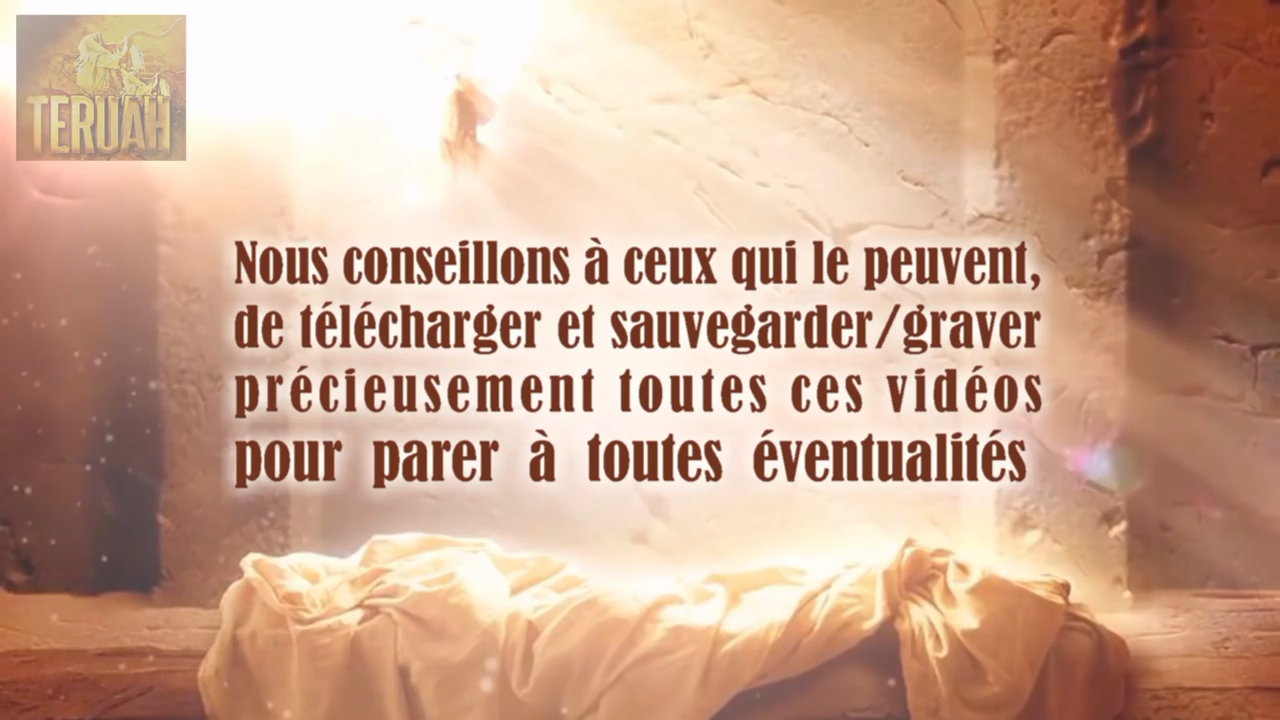 TERUAH
Nous conseillons à ceux qui le peuvent,
de télécharger et sauvegarder/graver
précieusement toutes ces vidéos
pour parer à toutes éventualités